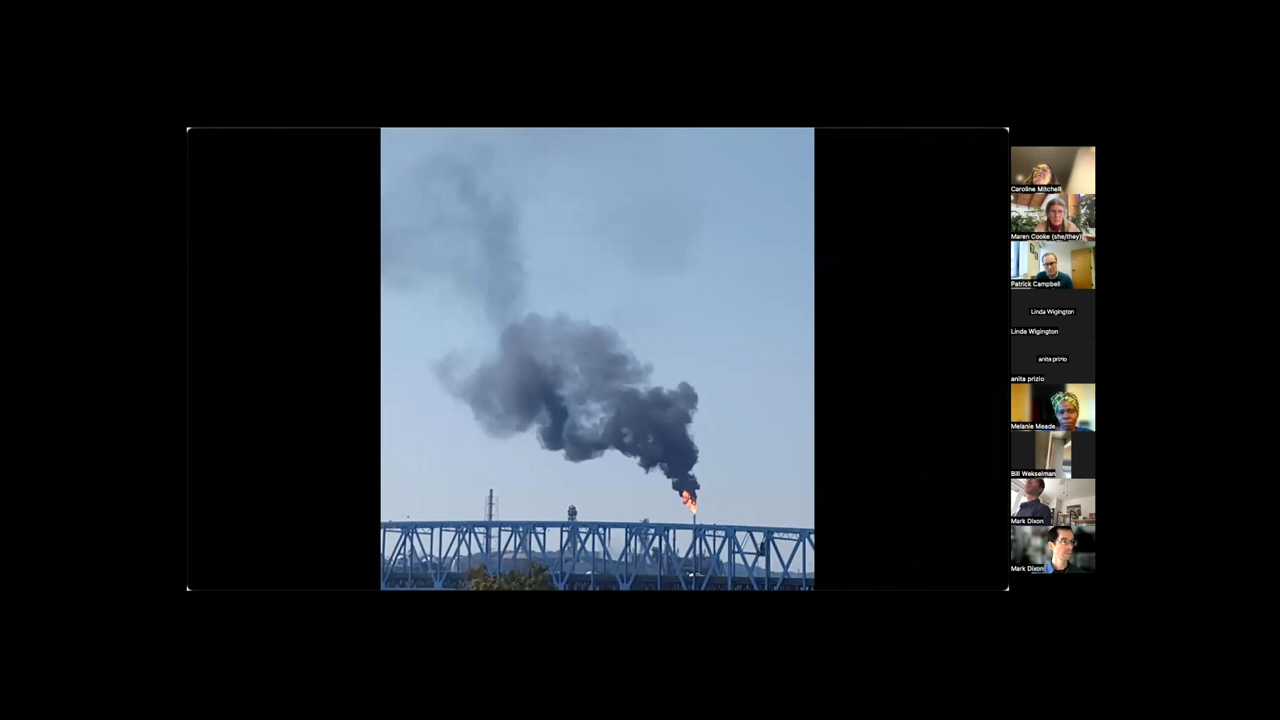 Caroline Mitchell
Maren Cooke (she/they)
Patrick Campbell
Linda Wigington
Linda Wigington
anita prizio
anita prizio
Melanie Meade
Bill Wekselman
Mark Dixon
Mark Dixon